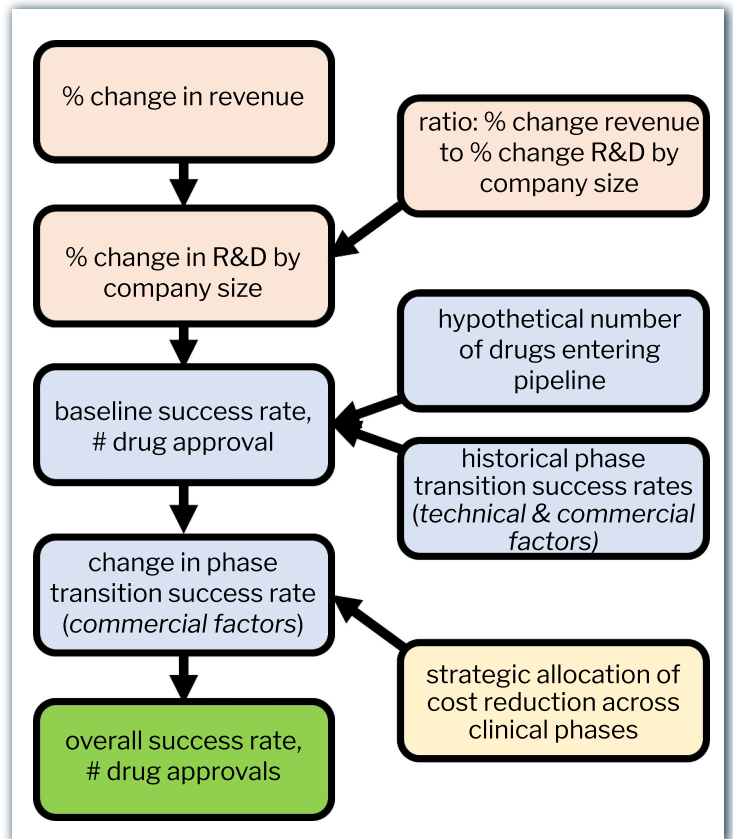 % change in revenue
ratio: % change revenue
to % change R&D by
company size
% change in R&D by
company size
hypothetical number
of drugs entering
pipeline
baseline success rate,
# drug approval
historical phase
transition success rates
(technical & commercial
factors)
change in phase
transition success rate
(commercial factors)
strategic allocation of
cost reduction across
clinical phases
overall success rate,
# drug approvals